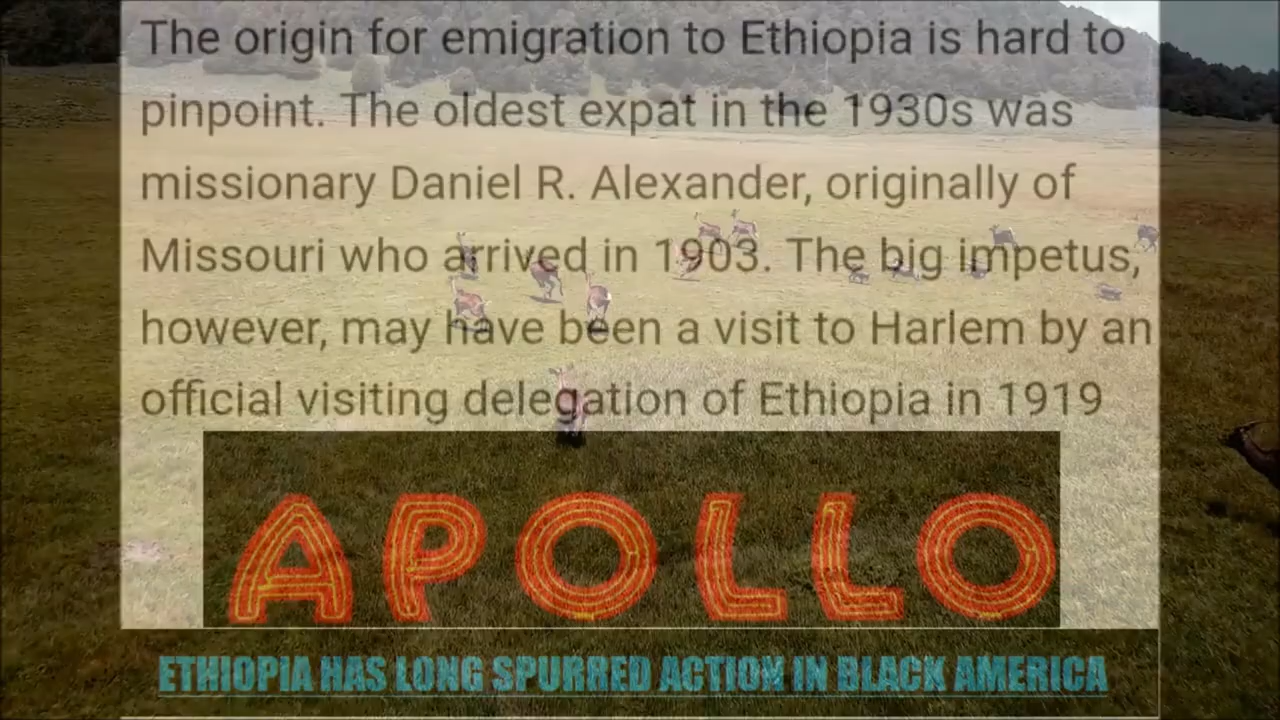 The origin for emigration to Ethiopia is hard to
pinpoint. The oldest expat in the 1930s was
missionary Daniel R. Alexander, originally of
Missouri who arrived in 1903. The big impetus,
however, may have been a visit to Harlem by an
official visiting delegation of Ethiopia in 1919
APOLLO
ETHIOPIA HAS LONG SPURRED ACTION IN BLACK AMERICA